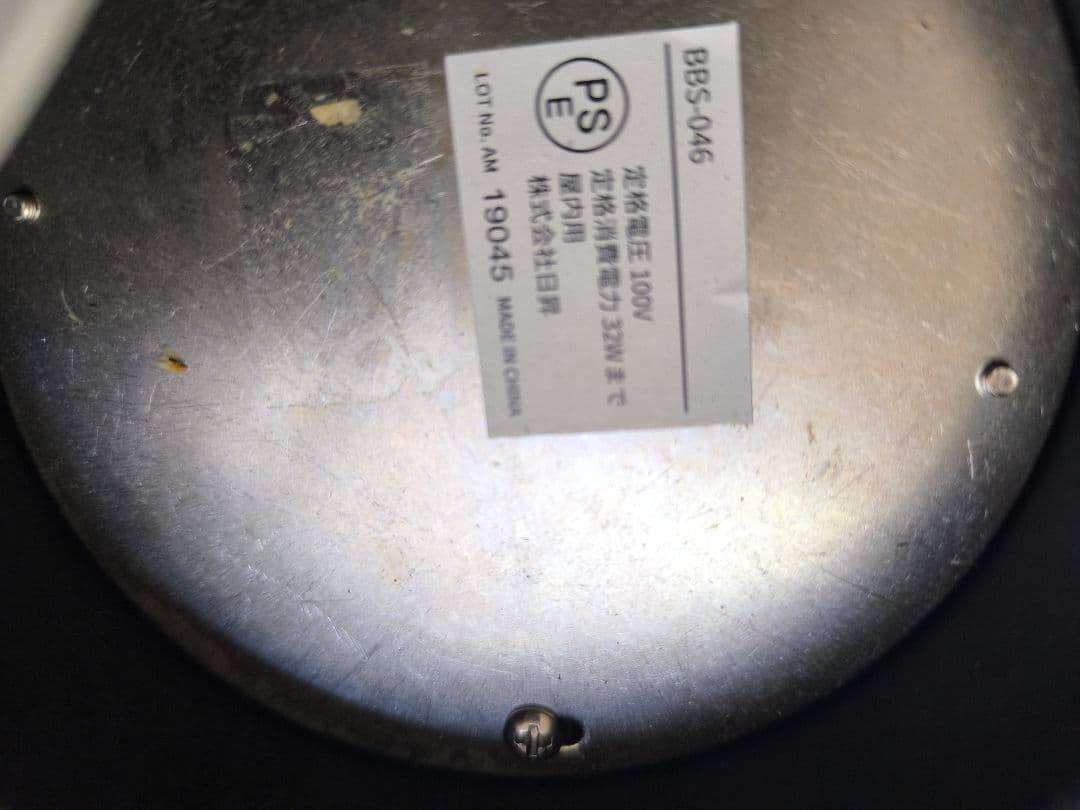 BBS-046
定格電圧 100V
定格消費電力 32Wまで
屋内用
株式会社日昇
PS
E
LOT No. AM 19045 MADE IN CHINA